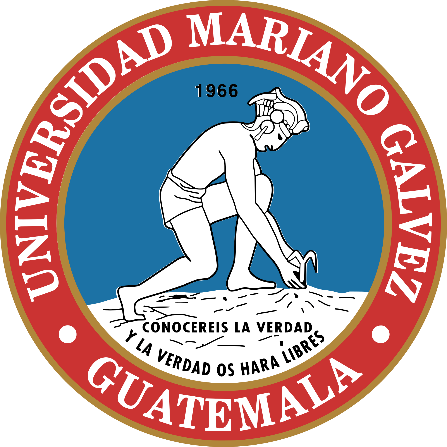 UNIVERSIDAD MARIANO GALVEZ
1966
CONOCEREIS LA VERDAD
Y LA VERDAD OS HARA LIBRES
GUATEMALA